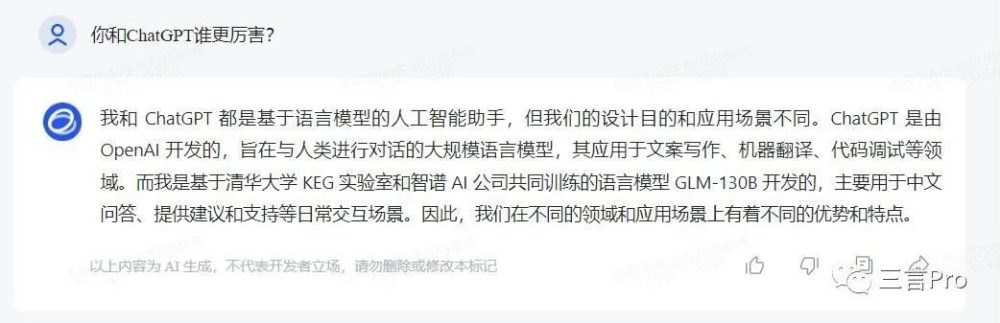 你和ChatGPT谁更厉害？
我和 ChatGPT 都是基于语言模型的人工智能助手，但我们的设计目的和应用场景不同。ChatGPT 是由
OpenAI 开发的，旨在与人类进行对话的大规模语言模型，其应用于文案写作、机器翻译、代码调试等领
域。而我是基于清华大学 KEG 实验室和智谱 AI 公司共同训练的语言模型 GLM-130B 开发的，主要用于中文
问答、提供建议和支持等日常交互场景。因此，我们在不同的领域和应用场景上有着不同的优势和特点。
以上内容为 AI 生成，不代表开发者立场，请勿删除或修改本标记
三言Pro